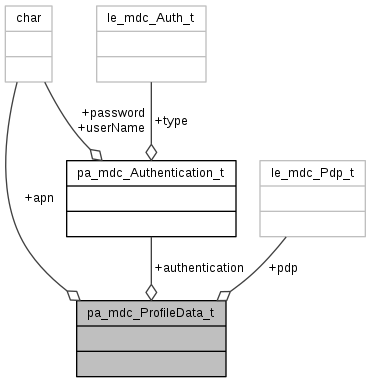 char
le_mdc_Auth_t
+password
+userName
+type
pa_mdc_Authentication_t
le_mdc_Pdp_t
+apn
+authentication
+pdp
pa_mdc_ProfileData_t